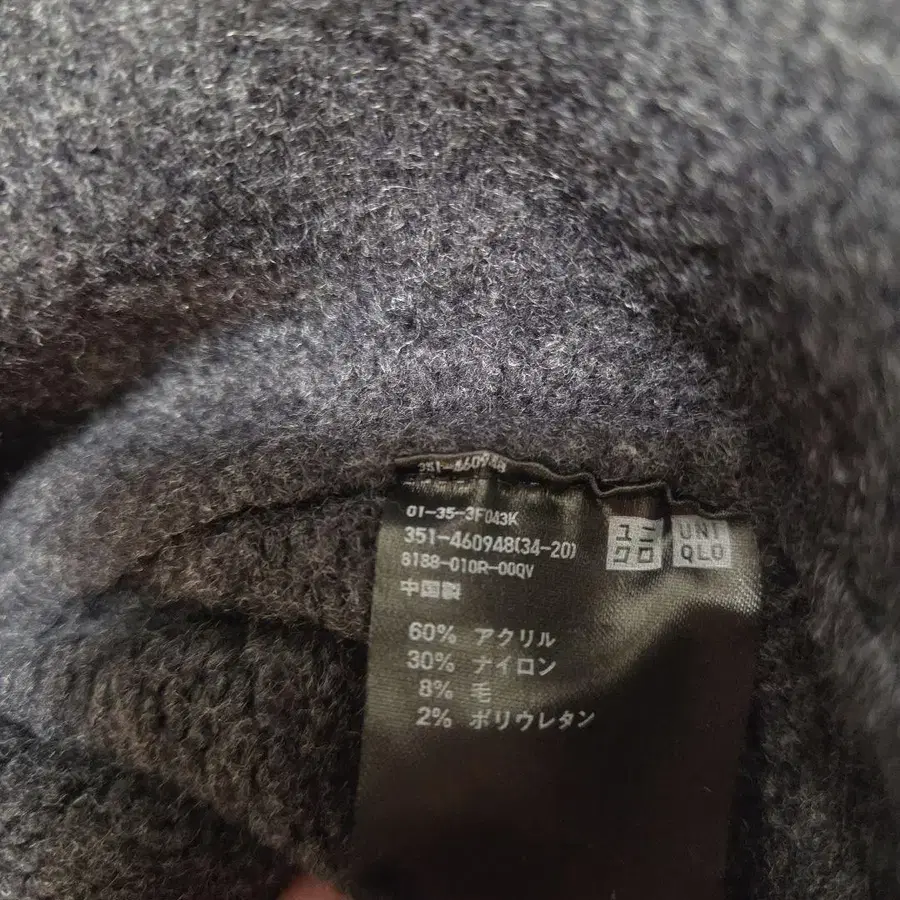 351-460948
01-35-3F043K
351-460948(34-20)
6188-010R-00QV
中国製
ユニ
クロ
UNI
QLO
60% アクリル
30% ナイロン
8% 毛
2% ポリウレタン